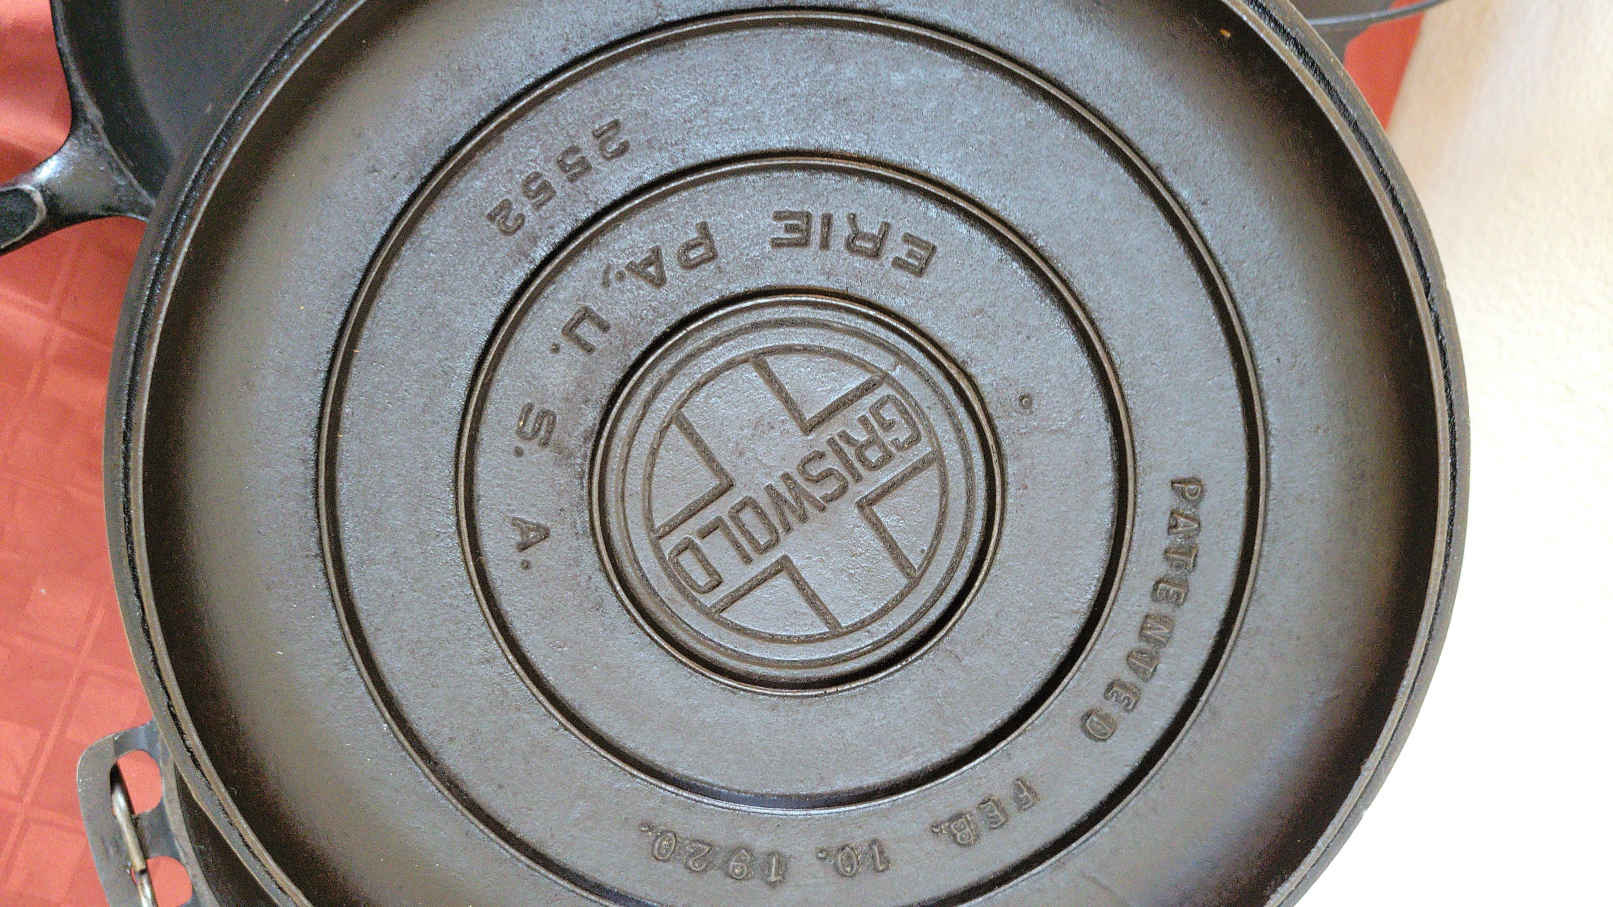 GRISWOLD
ERIE PA., U. S. A.
2552
PATENTED
FEB. 10. 1920.